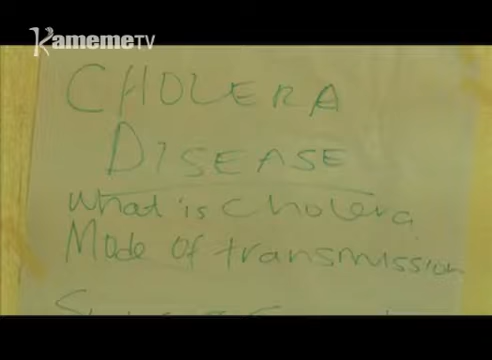 KamemeTV
CHOLERA
DISEASE
What is Cholera
Mode of transmission